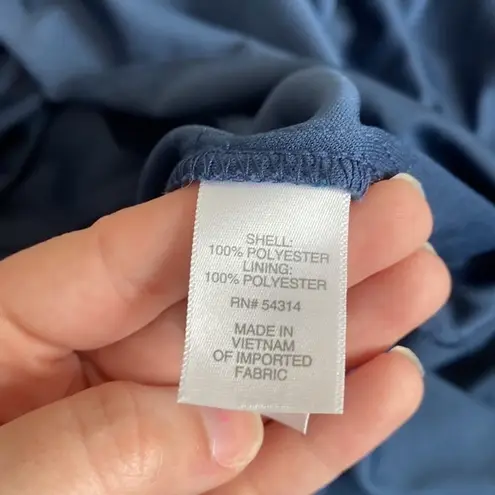 SHELL:
100% POLYESTER
LINING:
100% POLYESTER
RN# 54314
MADE IN
VIETNAM
OF IMPORTED
FABRIC